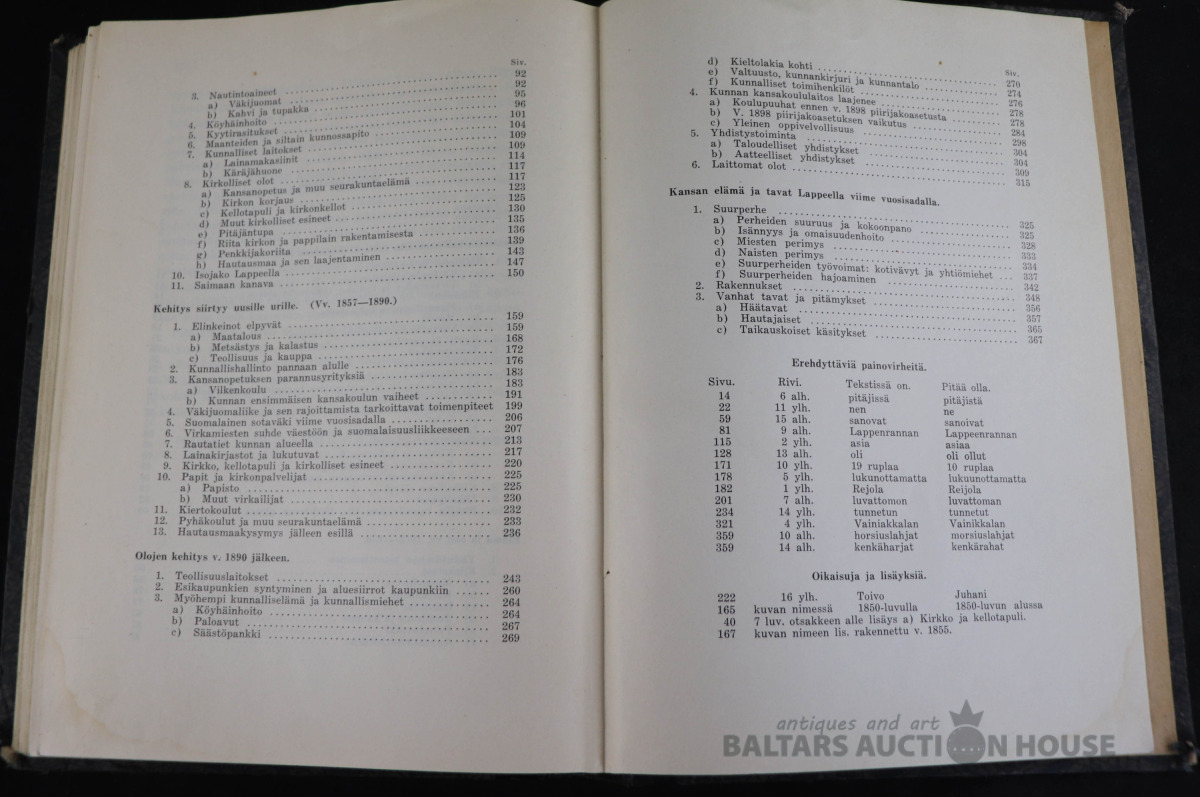 Siv.
3. Nautintoaineet 92
a) Väkijuomat 92
b) Kahvi ja tupakka 95
4. Köyhäinhoito 96
5. Kyytirasitukset 101
6. Maanteiden ja siltain kunnossapito 104
7. Kunnalliset laitokset 109
a) Lainamakasiinit 109
b) Käräjähuone 114
8. Kirkolliset olot 117
a) Kansanopetus ja muu seurakuntaelämä 117
b) Kirkon korjaus 123
c) Kellotapuli ja kirkonkellot 125
d) Muut kirkolliset esineet 130
e) Pitäjäntupa 135
f) Riita kirkon ja pappilain rakentamisesta 136
g) Penkkijakoriita 139
h) Hautausmaa ja sen laajentaminen 143
10. Isojako Lappeella 147
11. Saimaan kanava 150
Kehitys siirtyy uusille urille. (Vv. 1857—1890.)
1. Elinkeinot elpyvät 159
a) Maatalous 159
b) Metsästys ja kalastus 168
c) Teollisuus ja kauppa 172
2. Kunnallishallinto pannaan alulle 176
3. Kansanopetuksen parannusyrityksiä 183
a) Vilkenkoulu 183
b) Kunnan ensimmäisen kansakoulun vaiheet 191
4. Väkijuomaliike ja sen rajoittamista tarkoittavat toimenpiteet 199
5. Suomalainen sotaväki viime vuosisadalla 206
6. Virkamiesten suhde väestöön ja suomalaisuusliikkeeseen 207
7. Rautatiet kunnan alueella 213
8. Lainakirjastot ja lukutuvat 217
9. Kirkko, kellotapuli ja kirkolliset esineet 220
10. Papit ja kirkonpalvelijat 225
a) Papisto 225
b) Muut virkailijat 230
11. Kiertokoulut 232
12. Pyhäkoulut ja muu seurakuntaelämä 233
13. Hautausmaakysymys jälleen esillä 236
Olojen kehitys v. 1890 jälkeen.
1. Teollisuuslaitokset 243
2. Esikaupunkien syntyminen ja aluesiirrot kaupunkiin 260
3. Myöhempi kunnalliselämä ja kunnallismiehet 264
a) Köyhäinhoito 264
b) Paloavut 267
c) Säästöpankki 269
Siv.
d) Kieltolakia kohti 270
e) Valtuusto, kunnankirjuri ja kunnantalo 274
f) Kunnalliset toimihenkilöt 276
4. Kunnan kansakoululaitos laajenee 278
a) Koulupuuhat ennen v. 1898 piirijakoasetusta 278
b) V. 1898 piirijakoasetuksen vaikutus 284
c) Yleinen oppivelvollisuus 298
5. Yhdistystoiminta 304
a) Taloudelliset yhdistykset 304
b) Aatteelliset yhdistykset 309
6. Laittomat olot 315
Kansan elämä ja tavat Lappeella viime vuosisadalla.
1. Suurperhe 325
a) Perheiden suuruus ja kokoonpano 325
b) Isännyys ja omaisuudenhoito 328
c) Miesten perimys 333
d) Naisten perimys 334
e) Suurperheiden työvoimat: kotivävyt ja yhtiömiehet 337
f) Suurperheiden hajoaminen 342
2. Rakennukset 348
3. Vanhat tavat ja pitämykset 356
a) Häätavat 357
b) Hautajaiset 365
c) Taikauskoiset käsitykset 367
Erehdyttäviä painovirheitä.
Sivu. Rivi. Tekstissä on. Pitää olla.
14 6 alh. pitäjissä pitäjistä
22 11 ylh. nen ne
59 15 alh. sanovat sanoivat
81 9 alh. Lappenrannan Lappeenrannan
115 2 ylh. asia asiaa
128 13 alh. oli oli ollut
171 10 ylh. 19 ruplaa 10 ruplaa
178 5 ylh. lukunottamatta lukuunottamatta
182 1 ylh. Rejola Reijola
201 7 alh. luvattomon luvattoman
234 14 ylh. tunnetun tunnetut
321 4 ylh. Vainiakkalan Vainikkalan
359 10 alh. horsiuslahjat morsiuslahjat
359 14 alh. kenkäharjat kenkärahat
Oikaisuja ja lisäyksiä.
222 16 ylh. Toivo Juhani
165 kuvan nimessä 1850-luvulla 1850-luvun alussa
40 7 luv. otsakkeen alle lisäys a) Kirkko ja kellotapuli.
167 kuvan nimeen lis. rakennettu v. 1855.
antiques and art
BALTARS AUCTION HOUSE